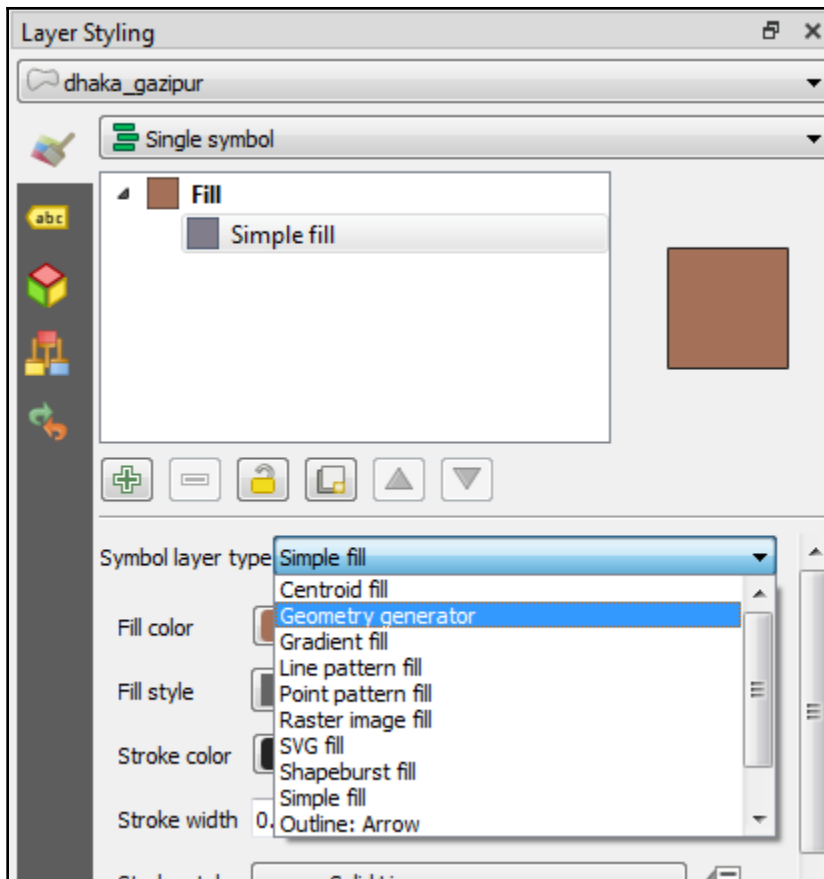 Layer Styling
dhaka_gazipur
Single symbol
abc
Fill
Simple fill
Symbol layer type Simple fill
Centroid fill
Geometry generator
Fill color
Gradient fill
Line pattern fill
Fill style
Point pattern fill
Raster image fill
Stroke color
SVG fill
Shapeburst fill
Simple fill
Stroke width 0.
Outline: Arrow